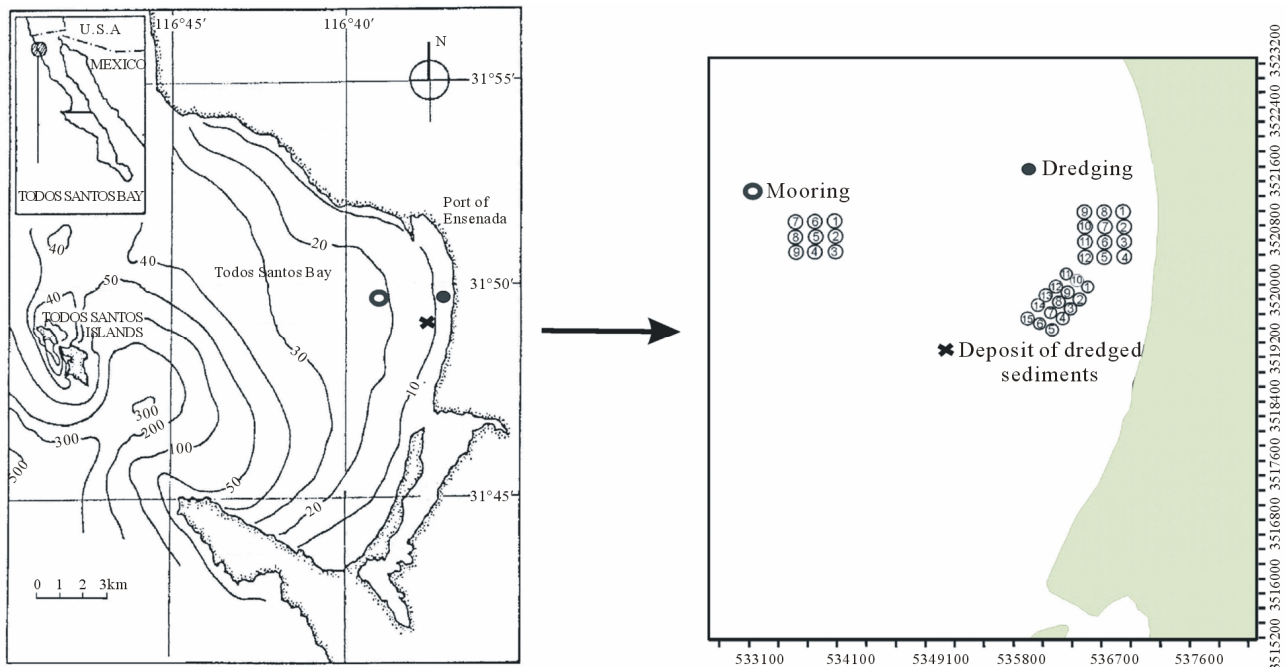 116°45′
116°40′
U.S.A
MEXICO
TODOS SANTOS BAY
N
31°55′
Port of
Ensenada
20
40
40
Todos Santos Bay
50
31°50′
40
TODOS SANTOS
ISLANDS
30
10
300
300
200
100
500
50
31°45′
20
0 1 2 3km
Mooring
7 6 1
8 5 2
9 4 3
Dredging
9 8 1
10 7 2
11 6 3
12 5 4
11
10
12
1
13
9
2
14
8
3
7
4
15
6
5
Deposit of dredged
sediments
3523200
3522400
3521600
3520800
3520000
3519200
3518400
3517600
3516800
3516000
3515200
533100 534100 5349100 535800 536700 537600